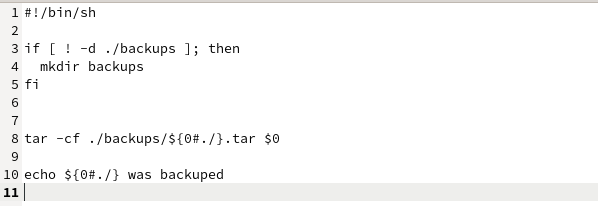 1 #!/bin/sh
2
3 if [ ! -d ./backups ]; then
4   mkdir backups
5 fi
6
7
8 tar -cf ./backups/${0#./}.tar $0
9
10 echo ${0#./} was backuped
11